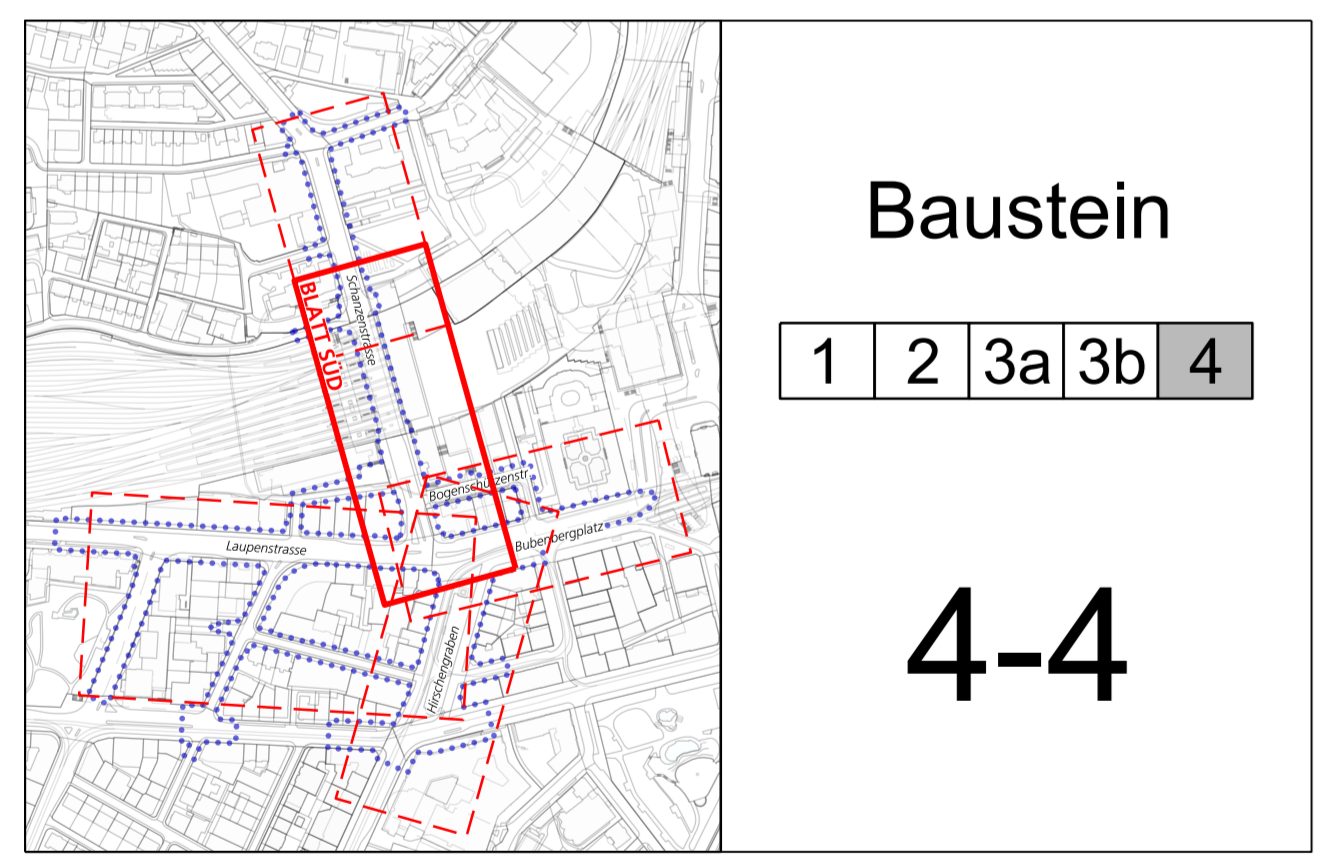 Schanzenstrasse
BLATT SÜD
Bogenschützenstr.
Bubenbergplatz
Laupenstrasse
Hirschengraben
Baustein
1 2 3a 3b 4
4-4